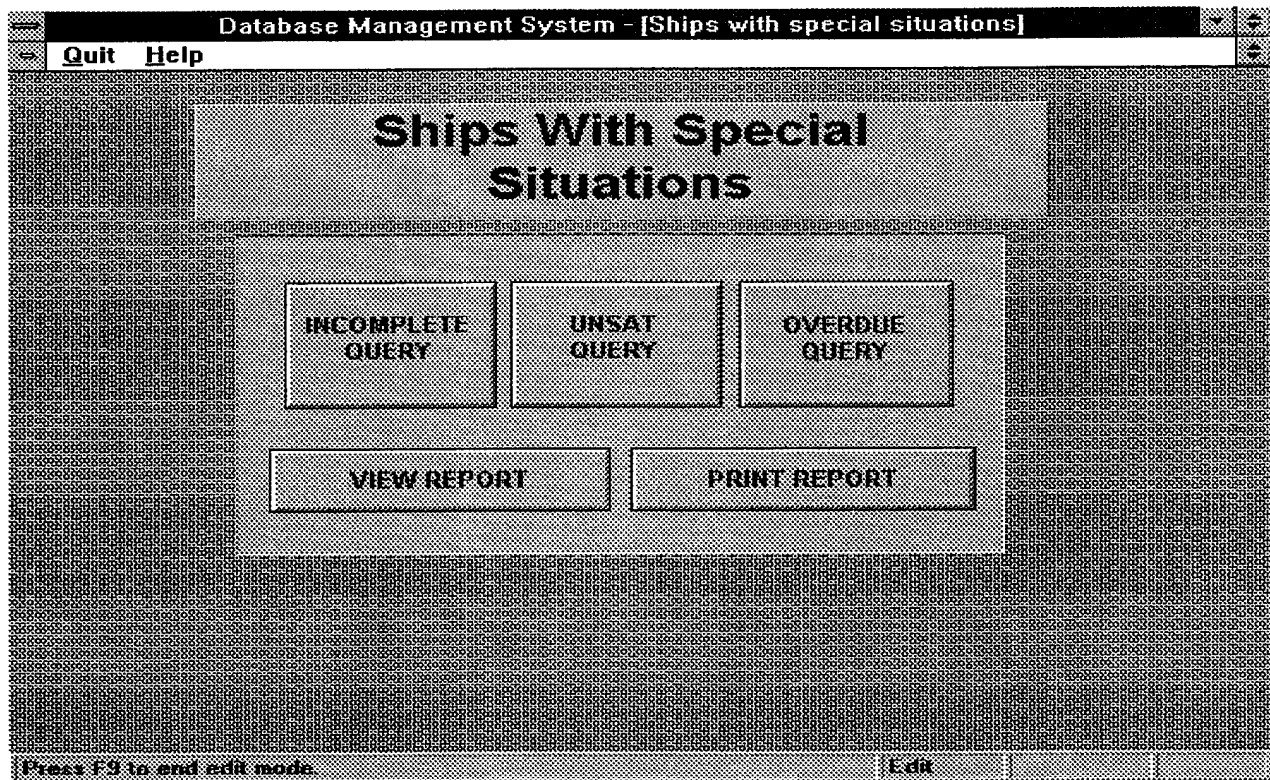 Database Management System - [Ships with special situations]
Quit Help
Ships With Special
Situations
INCOMPLETE
QUERY
UNSAT
QUERY
OVERDUE
QUERY
VIEW REPORT
PRINT REPORT
Press F9 to end edit mode.
Edit